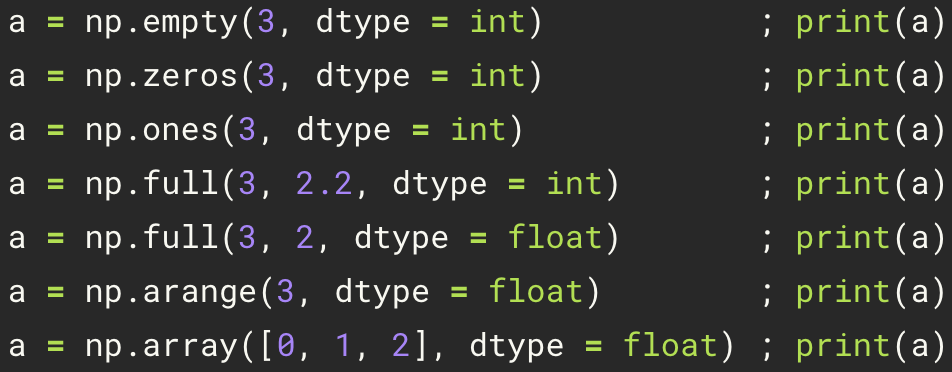 a = np.empty(3, dtype = int)            ; print(a)
a = np.zeros(3, dtype = int)            ; print(a)
a = np.ones(3, dtype = int)             ; print(a)
a = np.full(3, 2.2, dtype = int)        ; print(a)
a = np.full(3, 2, dtype = float)        ; print(a)
a = np.arange(3, dtype = float)         ; print(a)
a = np.array([0, 1, 2], dtype = float) ; print(a)